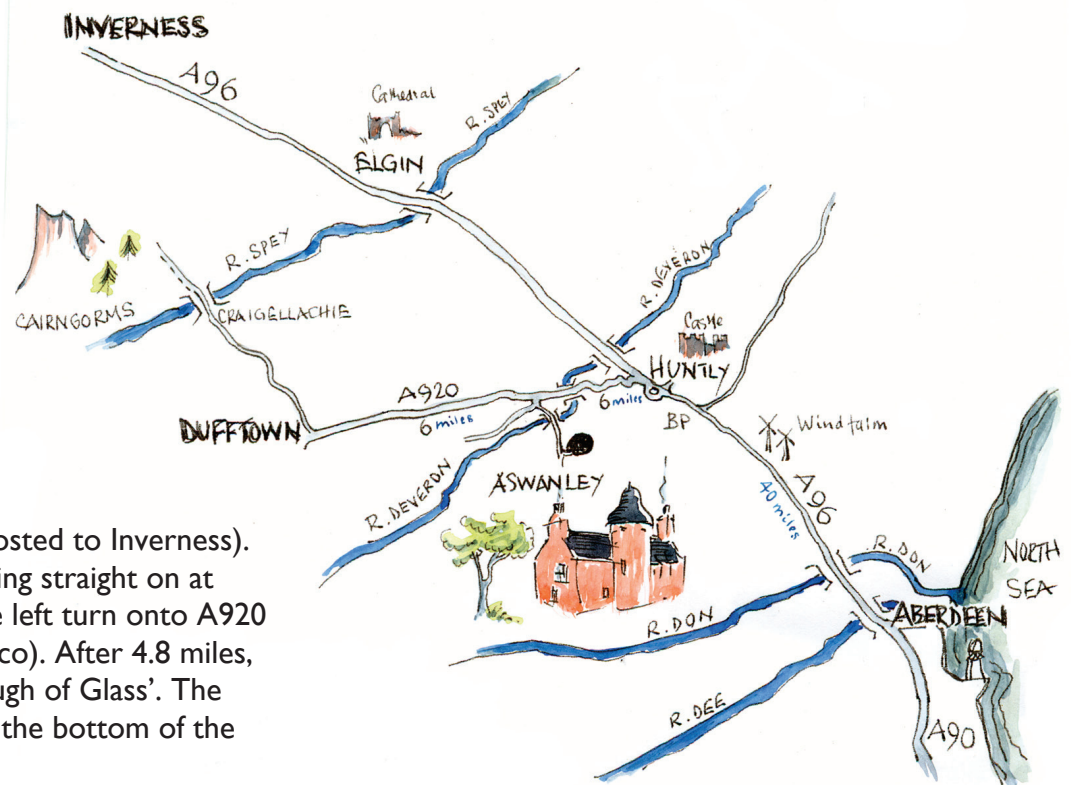 INVERNESS
A96
Cathedral
R. SPEY
ELGIN
R. SPEY
CAIRNGORMS
CRAIGELLACHIE
R. DEVERON
Castle
HUNTLY
A920
6 miles
6 miles
BP
DUFFTOWN
Windfarm
R. DEVERON
ASWANLEY
A96
40 miles
R. DON
NORTH
SEA
ABERDEEN
R. DON
R. DEE
A90
osted to Inverness).
ing straight on at
e left turn onto A920
co). After 4.8 miles,
ugh of Glass’. The
the bottom of the